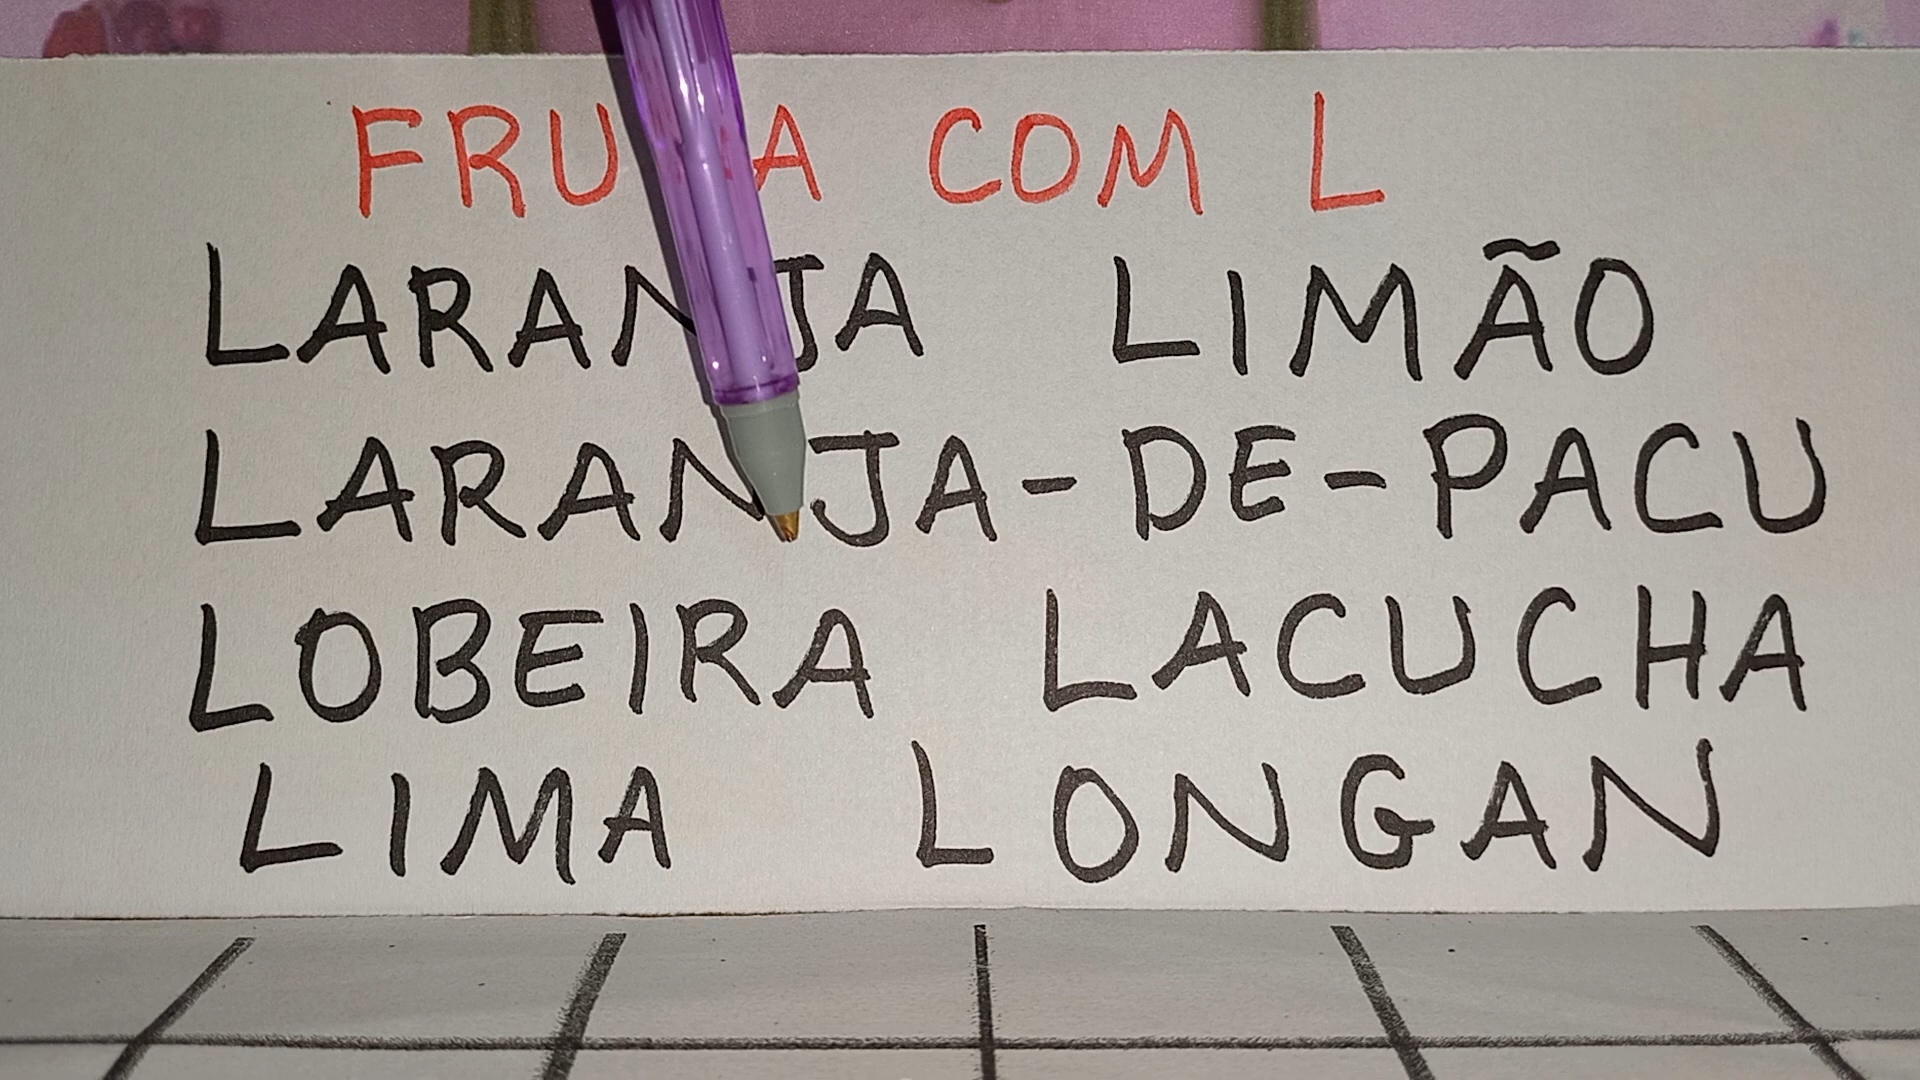 FRUTA COM L
LARANJA LIMÃO
LARANJA-DE-PACU
LOBEIRA LACUCHA
LIMA LONGAN